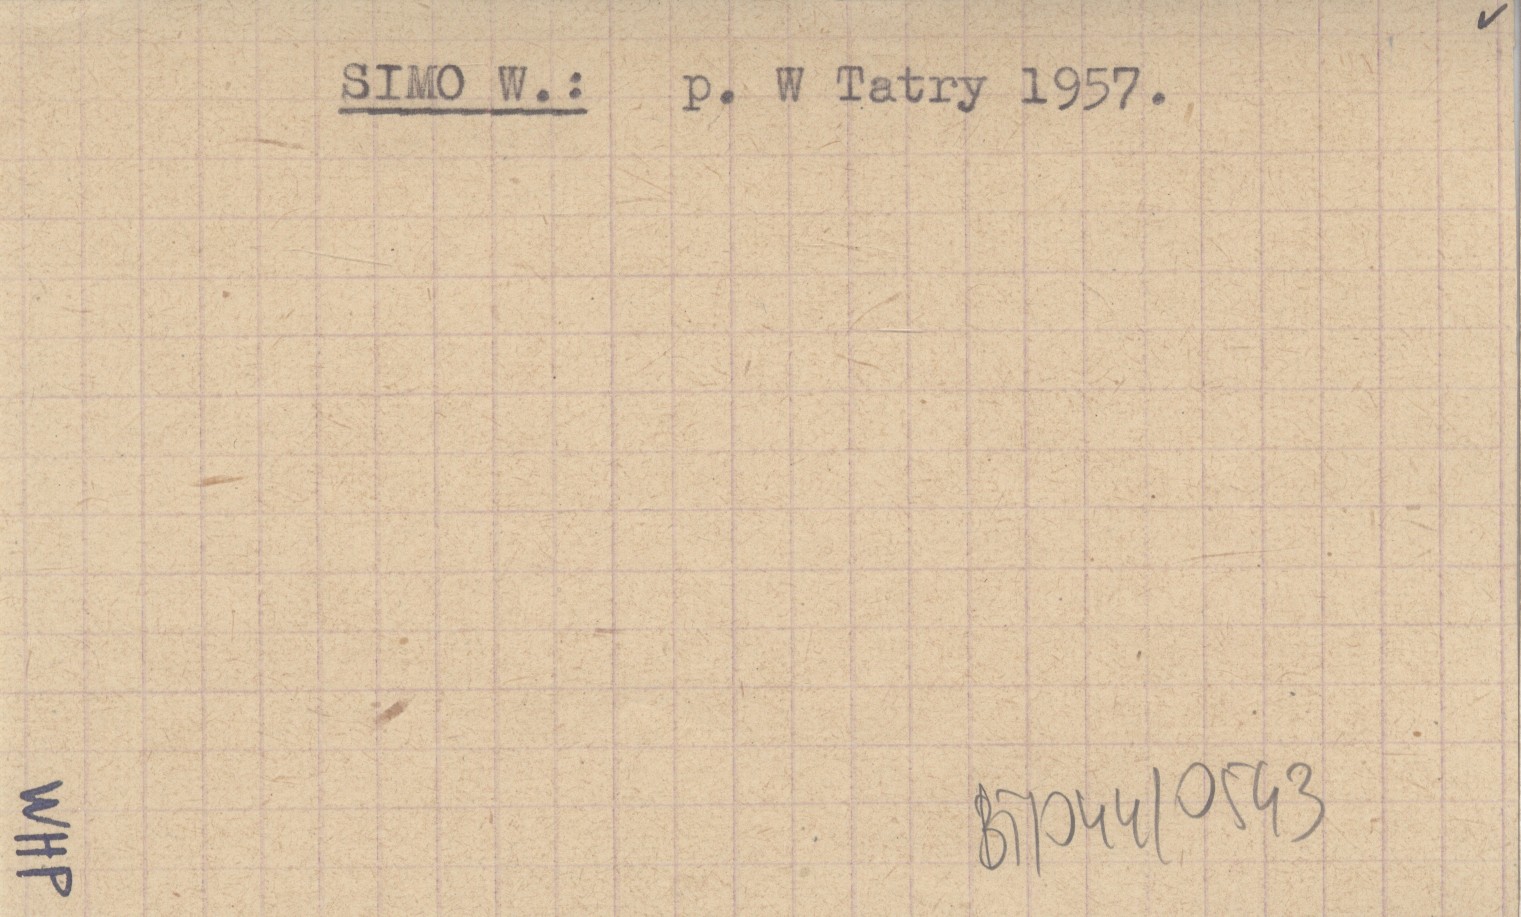 ✓
SIMO W.: p. W Tatry 1957.
BTP44/0543
WHP